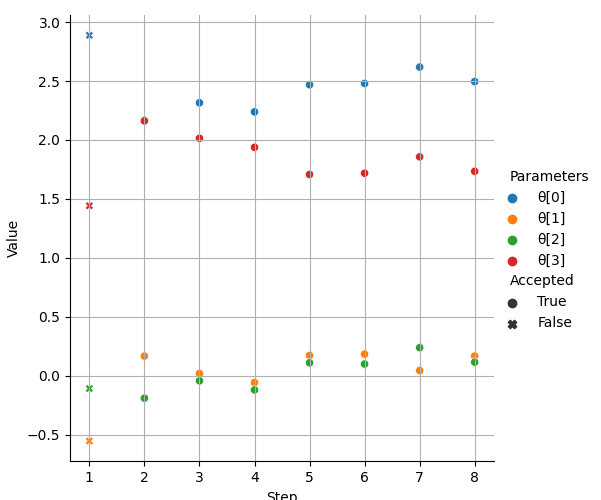 3.0
2.5
2.0
1.5
1.0
0.5
0.0
−0.5
Value
1 2 3 4 5 6 7 8
Step
Parameters
θ[0]
θ[1]
θ[2]
θ[3]
Accepted
True
False